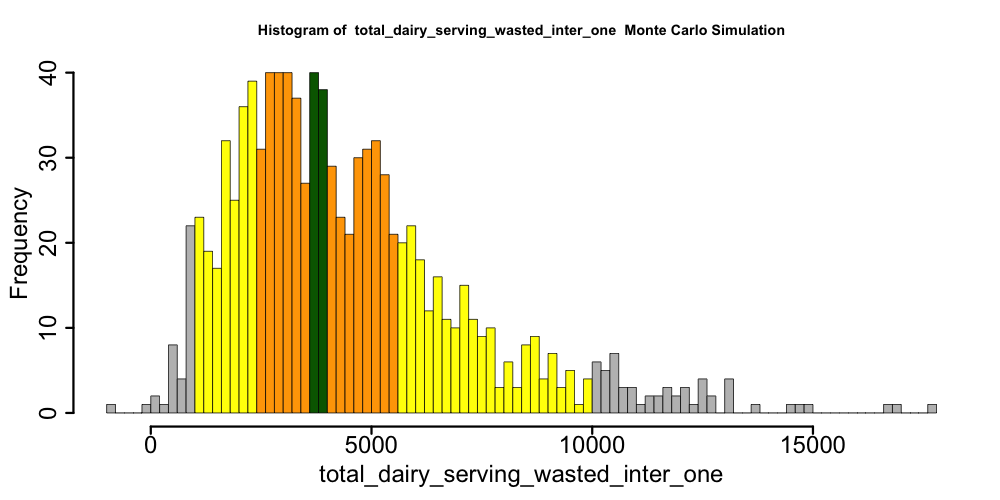 Histogram of  total_dairy_serving_wasted_inter_one  Monte Carlo Simulation
Frequency
40
30
20
10
0
0 5000 10000 15000
total_dairy_serving_wasted_inter_one